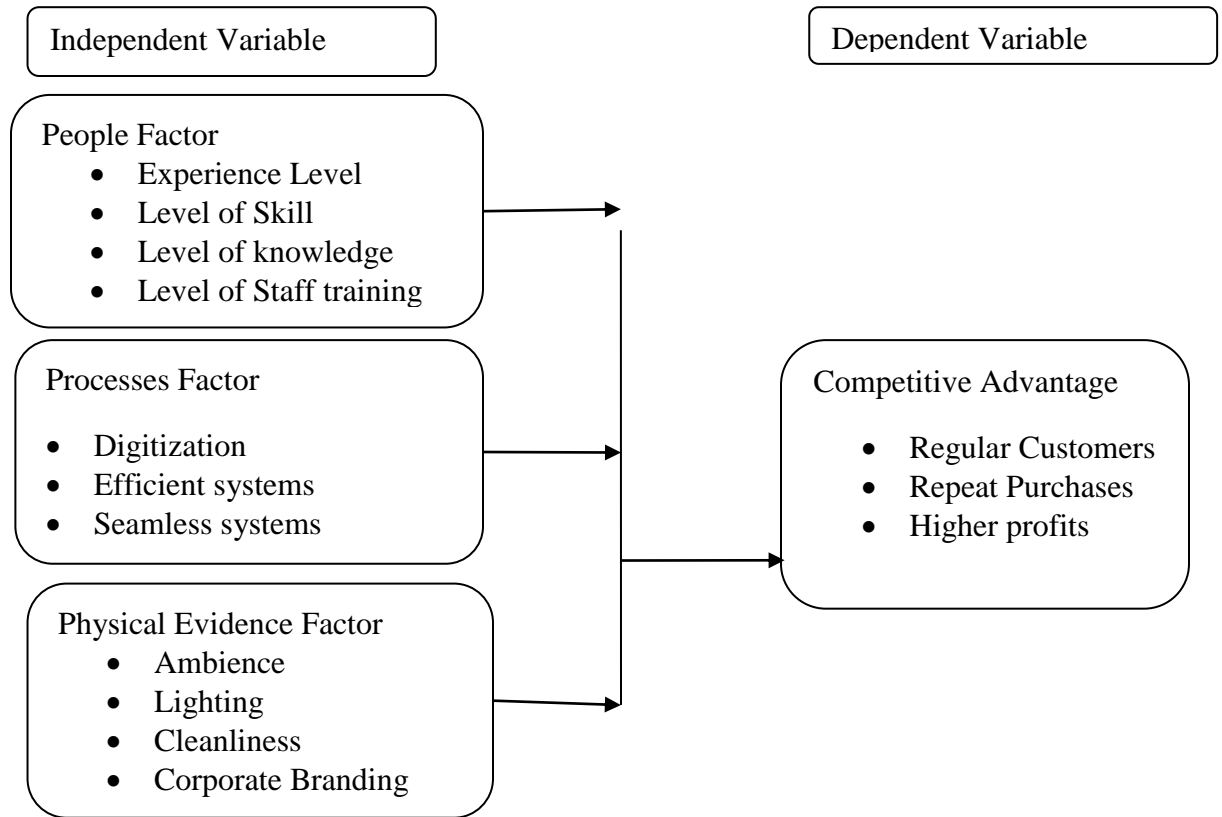 Independent Variable
Dependent Variable
People Factor
• Experience Level
• Level of Skill
• Level of knowledge
• Level of Staff training
Processes Factor
• Digitization
• Efficient systems
• Seamless systems
Physical Evidence Factor
• Ambience
• Lighting
• Cleanliness
• Corporate Branding
Competitive Advantage
• Regular Customers
• Repeat Purchases
• Higher profits